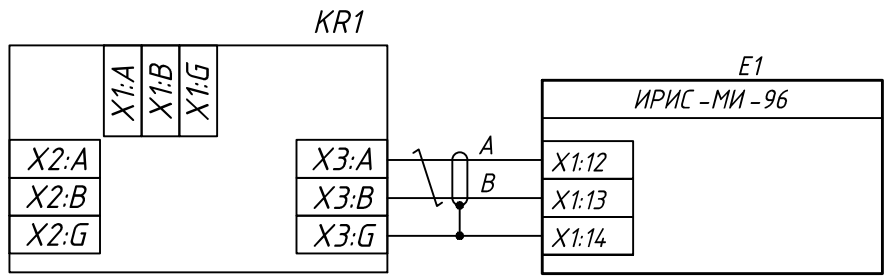 KR1
E1
ИРИС-МИ-96
X1:A
X1:B
X1:G
X2:A
X2:B
X2:G
X3:A
X3:B
X3:G
A
B
X1:12
X1:13
X1:14